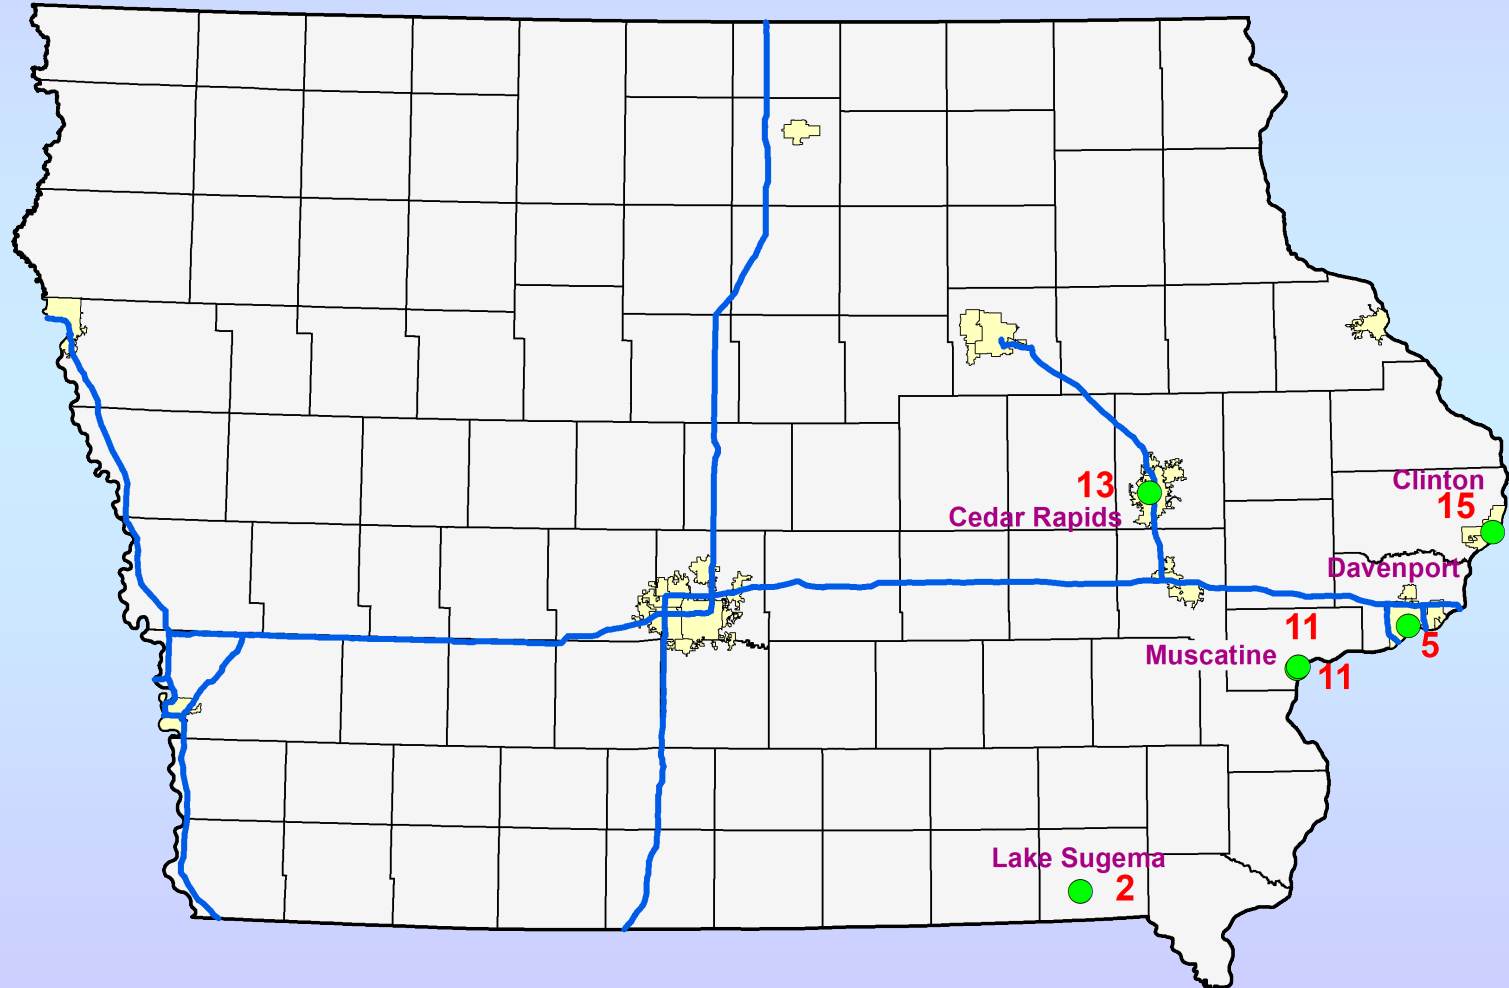 Clinton
15
13
Cedar Rapids
Davenport
11
5
Muscatine
11
Lake Sugema
2